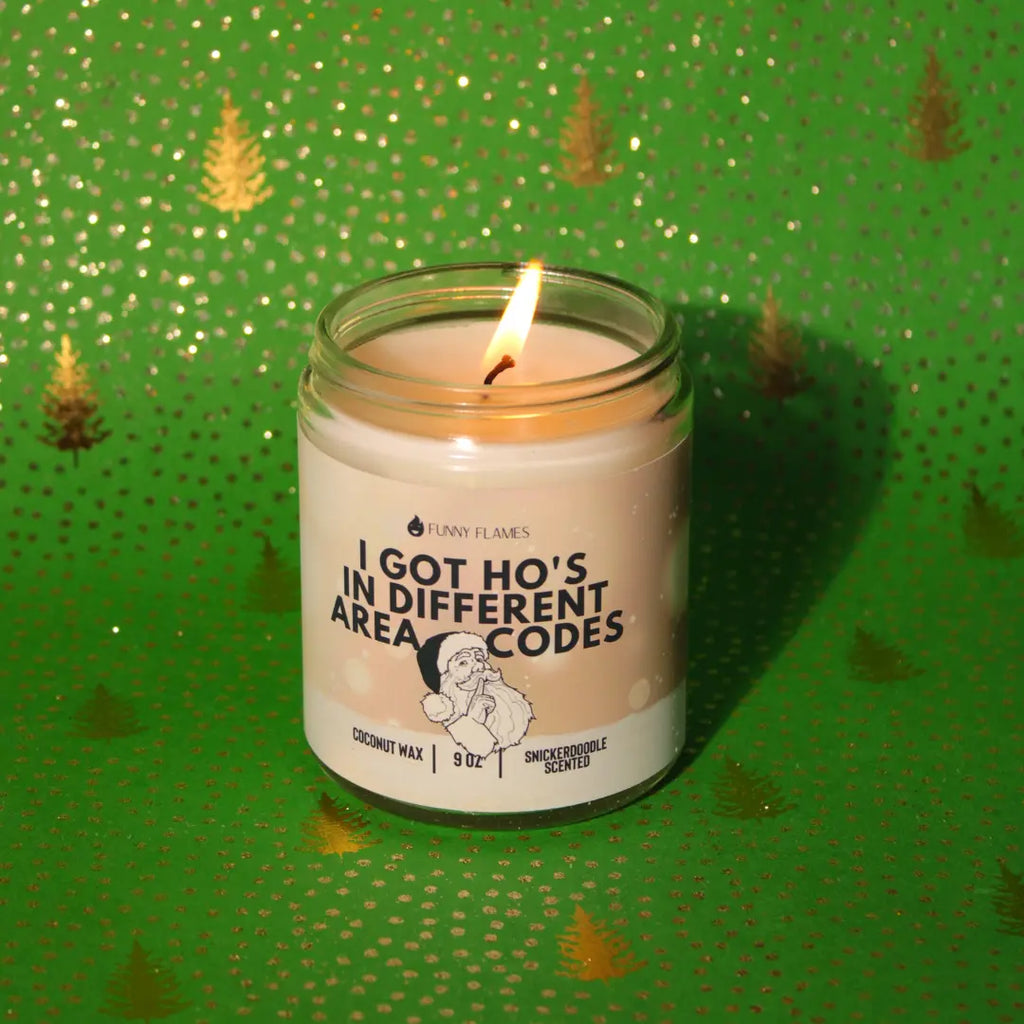 FUNNY FLAMES
I GOT HO'S
IN DIFFERENT
AREA CODES
COCONUT WAX | 9 OZ | SNICKERDOODLE
SCENTED